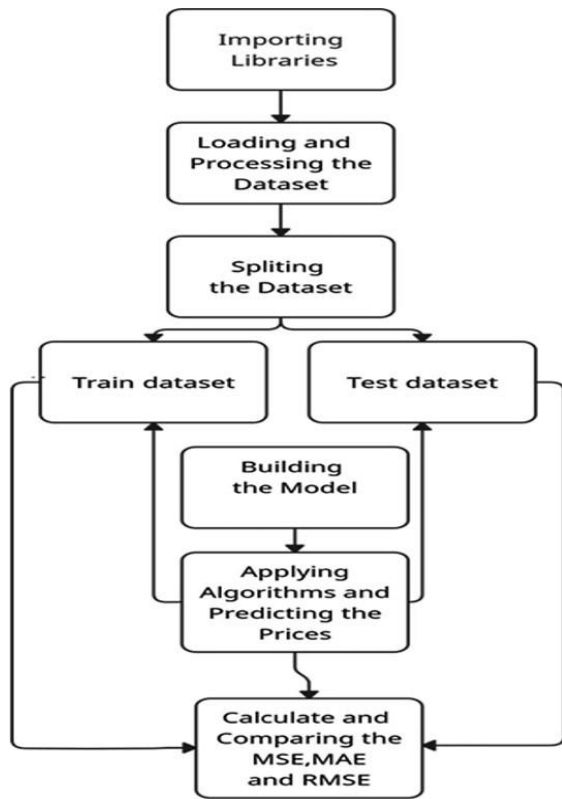 Importing
Libraries
Loading and
Processing the
Dataset
Spliting
the Dataset
Train dataset
Test dataset
Building
the Model
Applying
Algorithms and
Predicting the
Prices
Calculate and
Comparing the
MSE,MAE
and RMSE